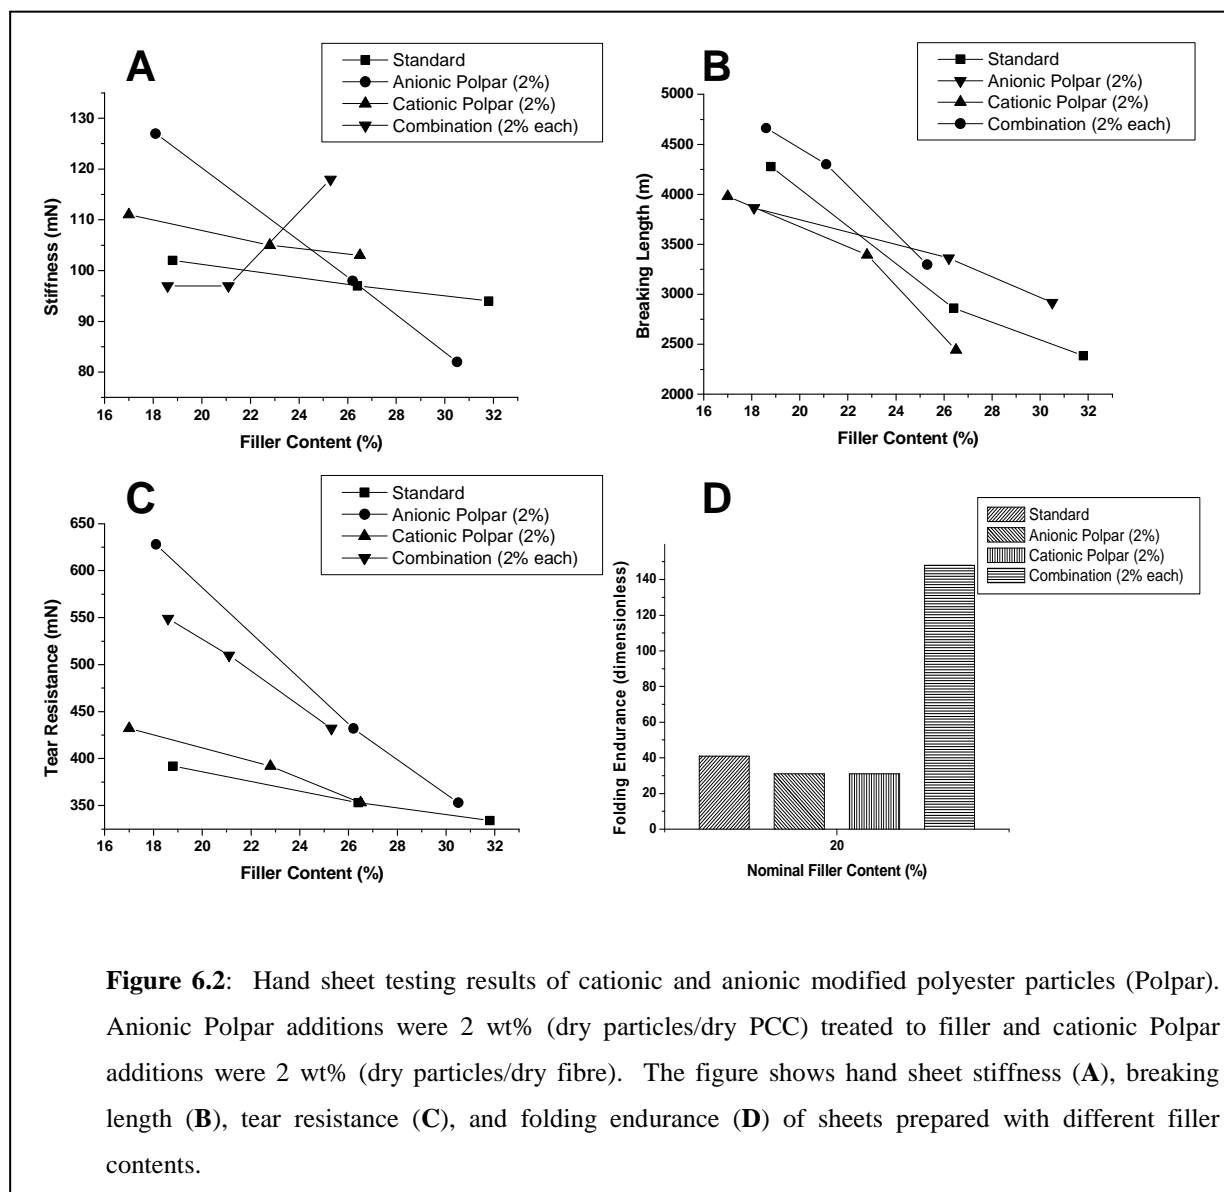 A
Standard
Anionic Polpar (2%)
Cationic Polpar (2%)
Combination (2% each)
130
120
110
100
90
80
Stiffness (mN)
16 18 20 22 24 26 28 30 32
Filler Content (%)
B
Standard
Anionic Polpar (2%)
Cationic Polpar (2%)
Combination (2% each)
5000
4500
4000
3500
3000
2500
2000
Breaking Length (m)
16 18 20 22 24 26 28 30 32
Filler Content (%)
C
Standard
Anionic Polpar (2%)
Cationic Polpar (2%)
Combination (2% each)
650
600
550
500
450
400
350
Tear Resistance (mN)
16 18 20 22 24 26 28 30 32
Filler Content (%)
D
Standard
Anionic Polpar (2%)
Cationic Polpar (2%)
Combination (2% each)
140
120
100
80
60
40
20
0
Folding Endurance (dimensionless)
20
Nominal Filler Content (%)
Figure 6.2: Hand sheet testing results of cationic and anionic modified polyester particles (Polpar).
Anionic Polpar additions were 2 wt% (dry particles/dry PCC) treated to filler and cationic Polpar
additions were 2 wt% (dry particles/dry fibre). The figure shows hand sheet stiffness (A), breaking
length (B), tear resistance (C), and folding endurance (D) of sheets prepared with different filler
contents.